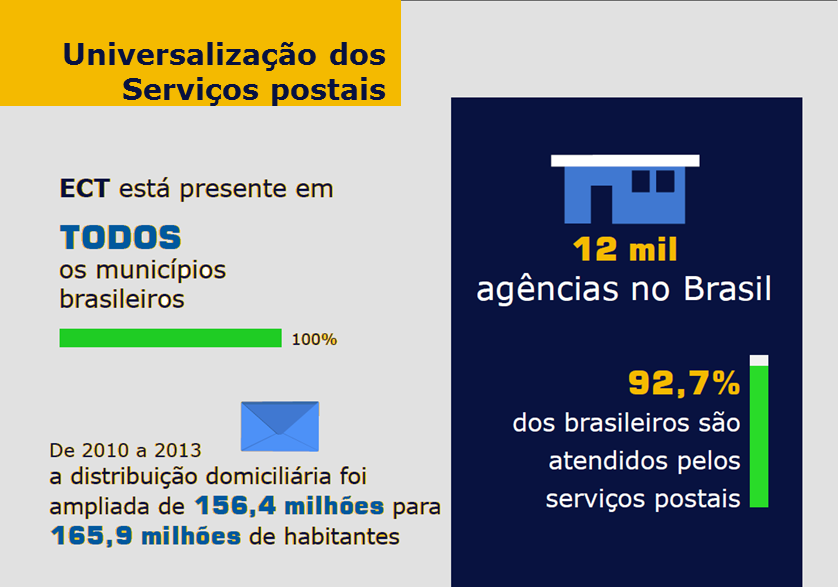 Universalização dos
Serviços postais
ECT está presente em
TODOS
os municípios
brasileiros
100%
De 2010 a 2013
a distribuição domiciliária foi
ampliada de 156,4 milhões para
165,9 milhões de habitantes
12 mil
agências no Brasil
92,7%
dos brasileiros são
atendidos pelos
serviços postais